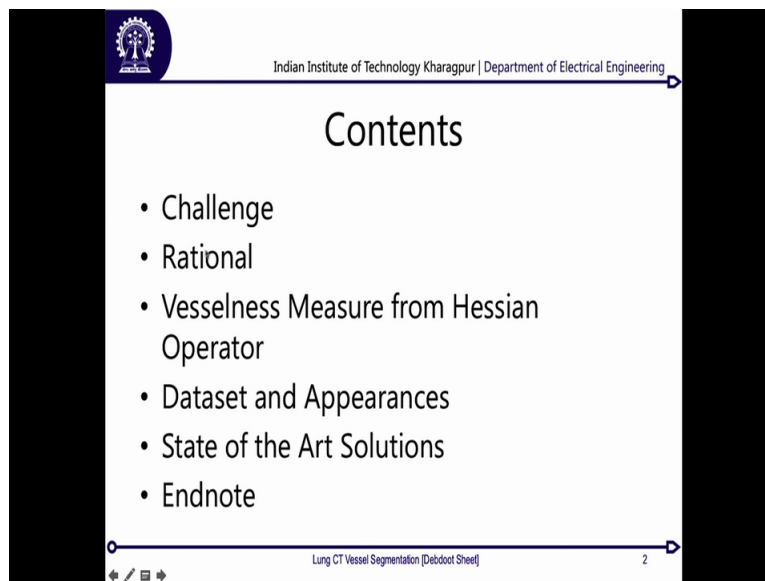 Indian Institute of Technology Kharagpur | Department of Electrical Engineering
Contents
• Challenge
• Rational
• Vesselness Measure from Hessian
Operator
• Dataset and Appearances
• State of the Art Solutions
• Endnote
Lung CT Vessel Segmentation [Debdoot Sheet]
2